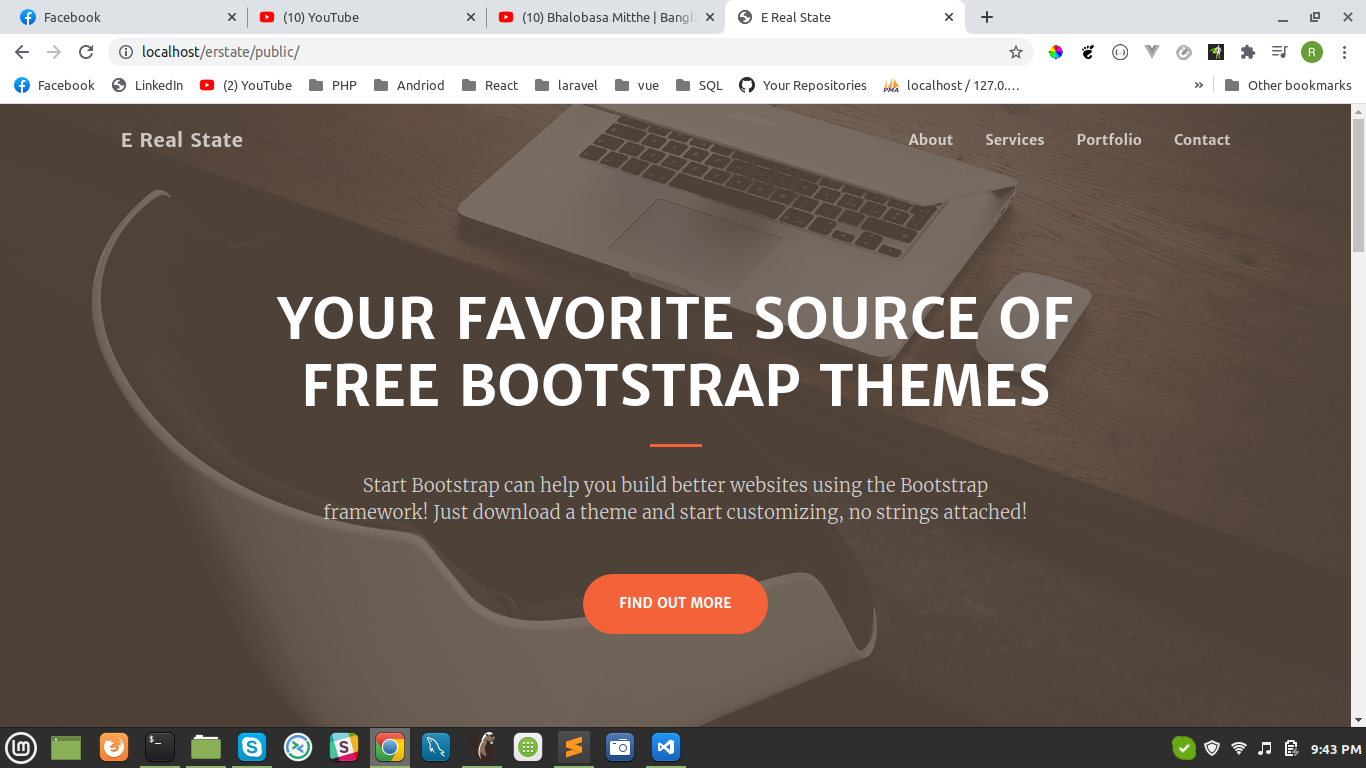 Facebook
(10) YouTube
(10) Bhalobasa Mitthe | Bangl
E Real State
localhost/erstate/public/
R
Facebook
LinkedIn
(2) YouTube
PHP
Andriod
React
laravel
vue
SQL
Your Repositories
PMA
localhost / 127.0....
»
Other bookmarks
E Real State
About
Services
Portfolio
Contact
YOUR FAVORITE SOURCE OF
FREE BOOTSTRAP THEMES
Start Bootstrap can help you build better websites using the Bootstrap
framework! Just download a theme and start customizing, no strings attached!
FIND OUT MORE
$_
S
S
9:43 PM